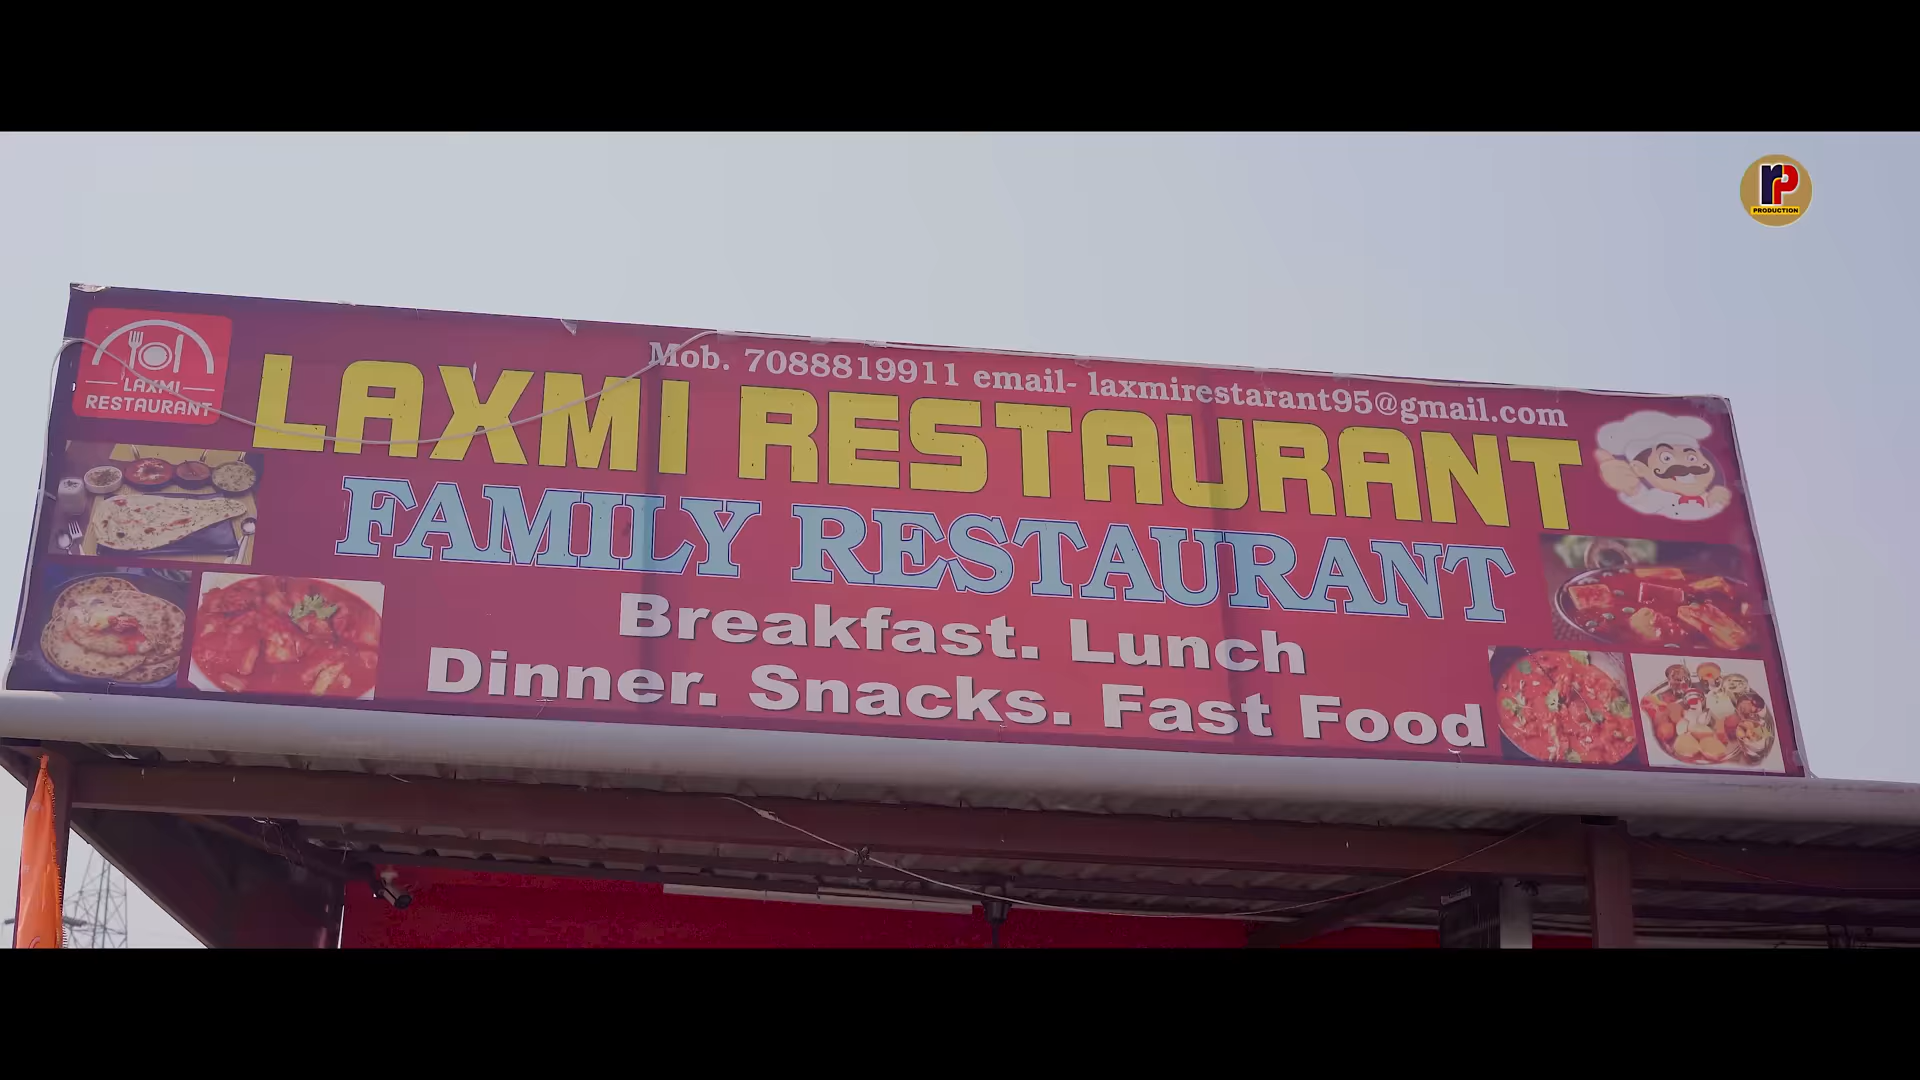 rp
PRODUCTION
Mob. 7088819911 email- laxmirestarant95@gmail.com
LAXMI
RESTAURANT
LAXMI RESTAURANT
FAMILY RESTAURANT
Breakfast. Lunch
Dinner. Snacks. Fast Food